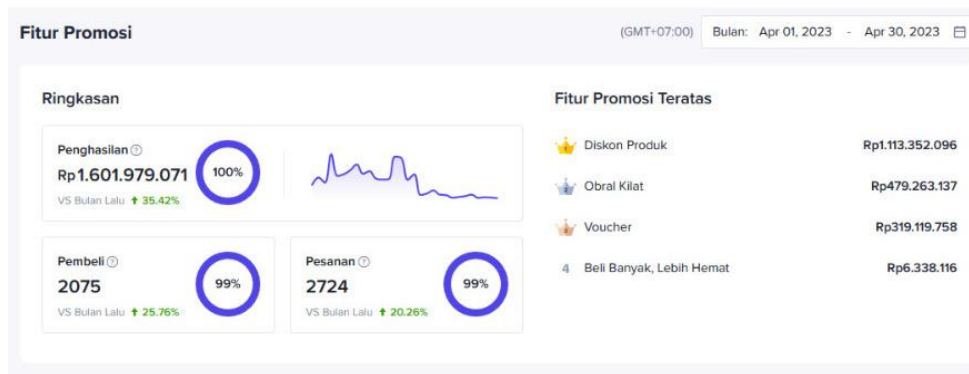 Fitur Promosi
(GMT+07:00) Bulan: Apr 01, 2023 - Apr 30, 2023
Ringkasan
Penghasilan
Rp1.601.979.071
100%
VS Bulan Lalu 35.42%
Pembeli
2075
99%
VS Bulan Lalu 25.76%
Pesanan
2724
99%
VS Bulan Lalu 20.26%
Fitur Promosi Teratas
1 Diskon Produk Rp1.113.352.096
2 Obral Kilat Rp479.263.137
3 Voucher Rp319.119.758
4 Beli Banyak, Lebih Hemat Rp6.338.116